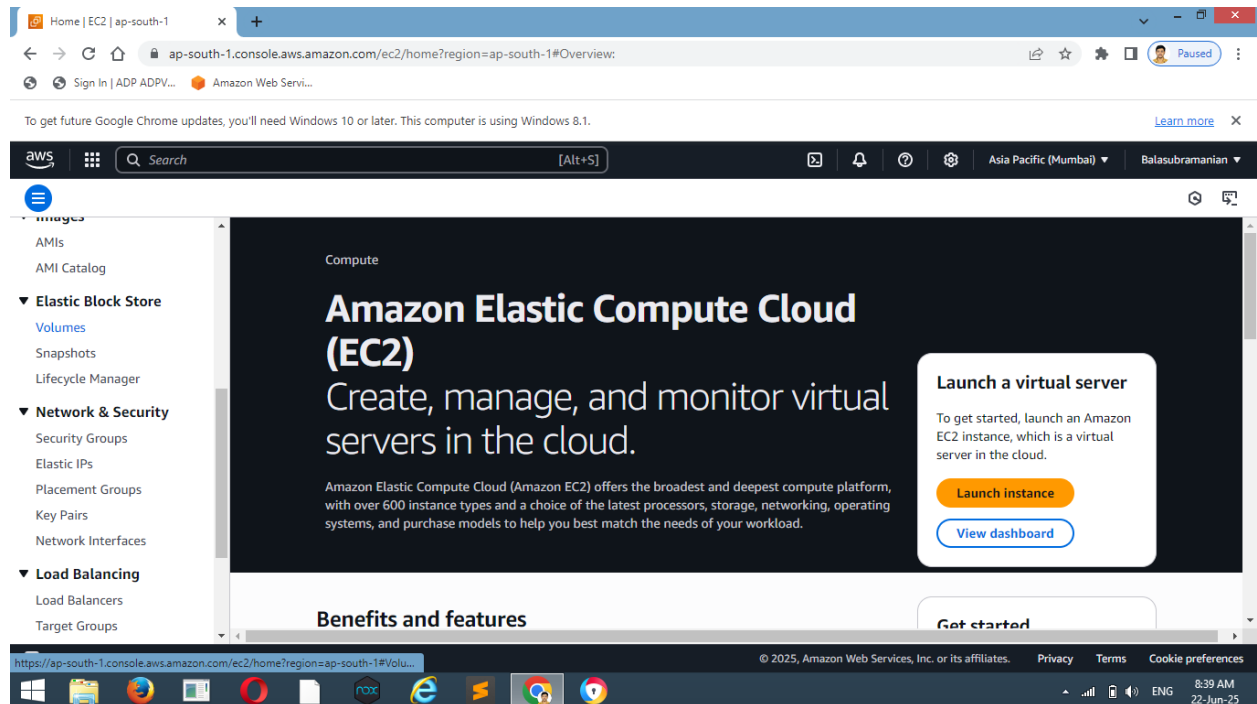 Home | EC2 | ap-south-1
ap-south-1.console.aws.amazon.com/ec2/home?region=ap-south-1#Overview:
Paused
Sign In | ADP ADPV...
Amazon Web Servi...
To get future Google Chrome updates, you'll need Windows 10 or later. This computer is using Windows 8.1.
Learn more
aws
Search
[Alt+S]
Asia Pacific (Mumbai)
Balasubramanian
Images
AMIs
AMI Catalog
Elastic Block Store
Volumes
Snapshots
Lifecycle Manager
Network & Security
Security Groups
Elastic IPs
Placement Groups
Key Pairs
Network Interfaces
Load Balancing
Load Balancers
Target Groups
Compute
Amazon Elastic Compute Cloud
(EC2)
Create, manage, and monitor virtual
servers in the cloud.
Amazon Elastic Compute Cloud (Amazon EC2) offers the broadest and deepest compute platform,
with over 600 instance types and a choice of the latest processors, storage, networking, operating
systems, and purchase models to help you best match the needs of your workload.
Launch a virtual server
To get started, launch an Amazon
EC2 instance, which is a virtual
server in the cloud.
Launch instance
View dashboard
Benefits and features
Get started
https://ap-south-1.console.aws.amazon.com/ec2/home?region=ap-south-1#Volu...
© 2025, Amazon Web Services, Inc. or its affiliates.
Privacy
Terms
Cookie preferences
nox
ENG
8:39 AM
22-Jun-25